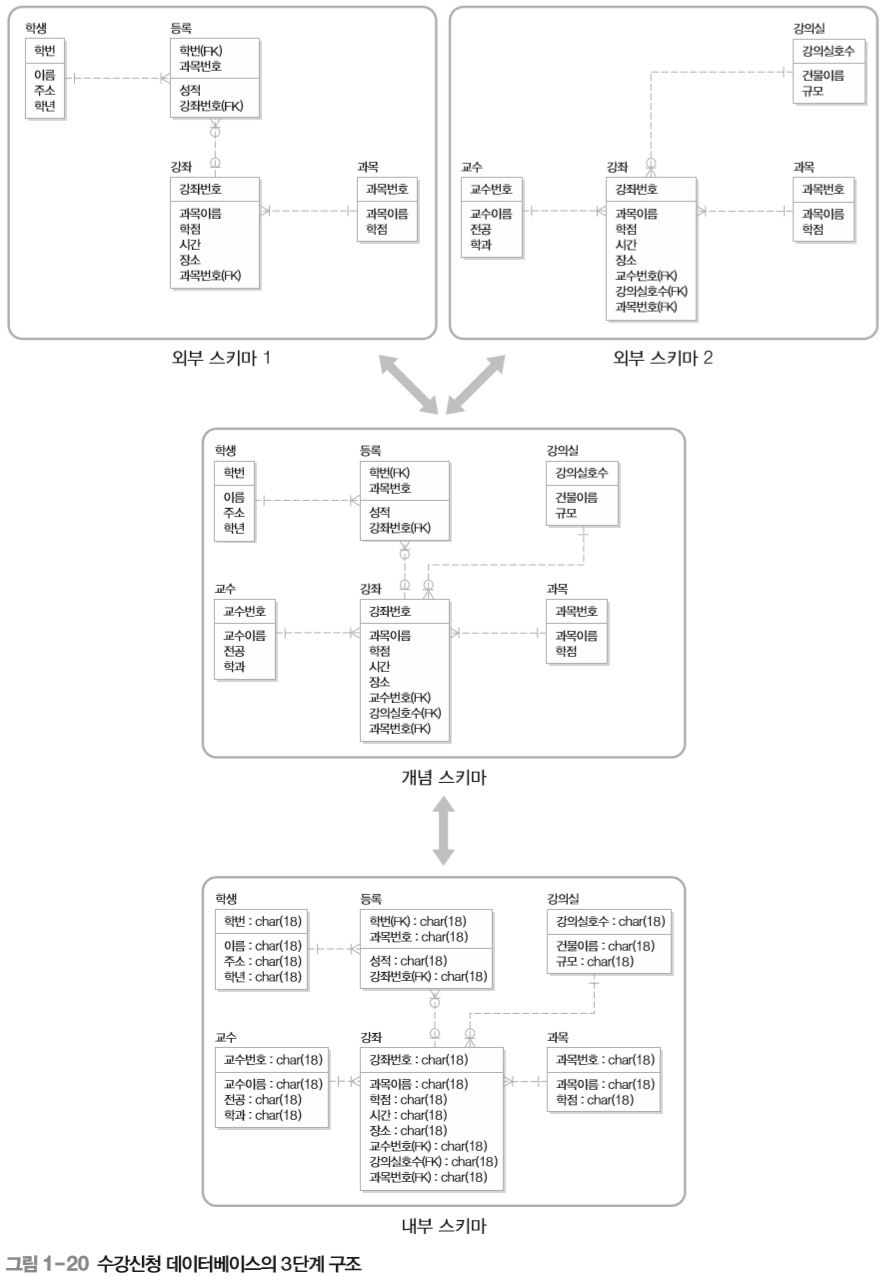 학생
학번
이름
주소
학년
등록
학번(FK)
과목번호
성적
강좌번호(FK)
강좌
강좌번호
과목이름
학점
시간
장소
과목번호(FK)
과목
과목번호
과목이름
학점
외부 스키마 1
강의실
강의실호수
건물이름
규모
교수
교수번호
교수이름
전공
학과
강좌
강좌번호
과목이름
학점
시간
장소
교수번호(FK)
강의실호수(FK)
과목번호(FK)
과목
과목번호
과목이름
학점
외부 스키마 2
학생
학번
이름
주소
학년
등록
학번(FK)
과목번호
성적
강좌번호(FK)
강의실
강의실호수
건물이름
규모
교수
교수번호
교수이름
전공
학과
강좌
강좌번호
과목이름
학점
시간
장소
교수번호(FK)
강의실호수(FK)
과목번호(FK)
과목
과목번호
과목이름
학점
개념 스키마
학생
학번 : char(18)
이름 : char(18)
주소 : char(18)
학년 : char(18)
등록
학번(FK) : char(18)
과목번호 : char(18)
성적 : char(18)
강좌번호(FK) : char(18)
강의실
강의실호수 : char(18)
건물이름 : char(18)
규모 : char(18)
교수
교수번호 : char(18)
교수이름 : char(18)
전공 : char(18)
학과 : char(18)
강좌
강좌번호 : char(18)
과목이름 : char(18)
학점 : char(18)
시간 : char(18)
장소 : char(18)
교수번호(FK) : char(18)
강의실호수(FK) : char(18)
과목번호(FK) : char(18)
과목
과목번호 : char(18)
과목이름 : char(18)
학점 : char(18)
내부 스키마
그림 1-20 수강신청 데이터베이스의 3단계 구조